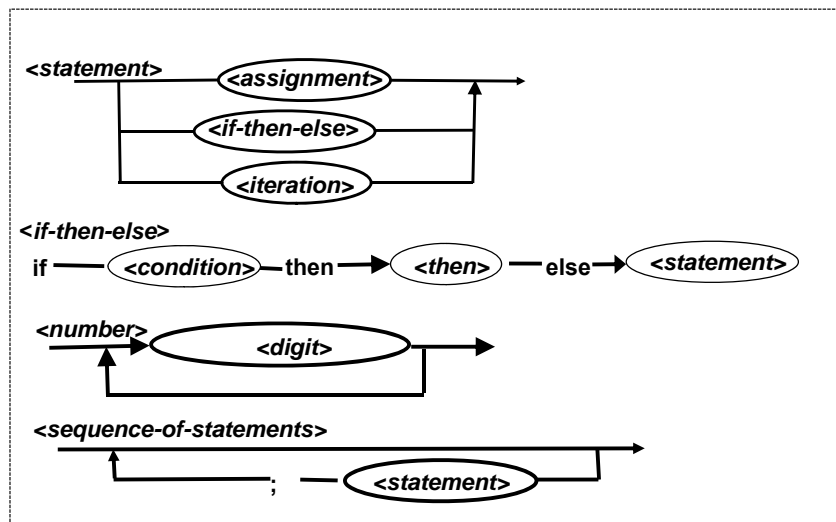 <statement> <assignment>
<if-then-else>
<iteration>
<if-then-else>
if <condition> then <then> else <statement>
<number>
<digit>
<sequence-of-statements>
; <statement>